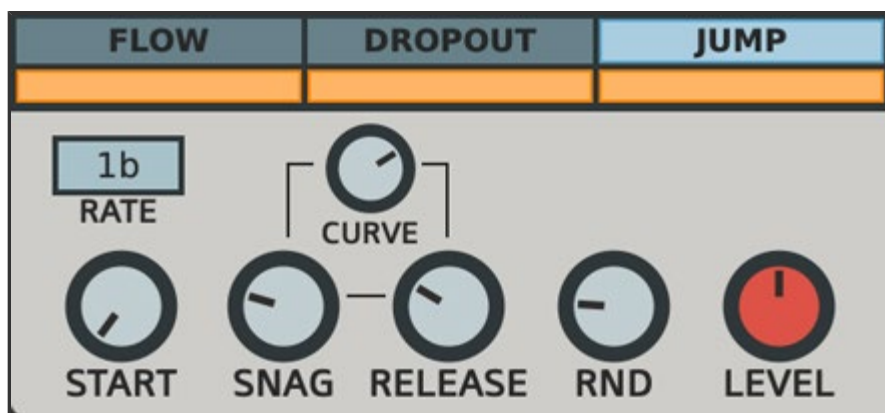 FLOW DROPOUT JUMP
1b
RATE
CURVE
START SNAG RELEASE RND LEVEL